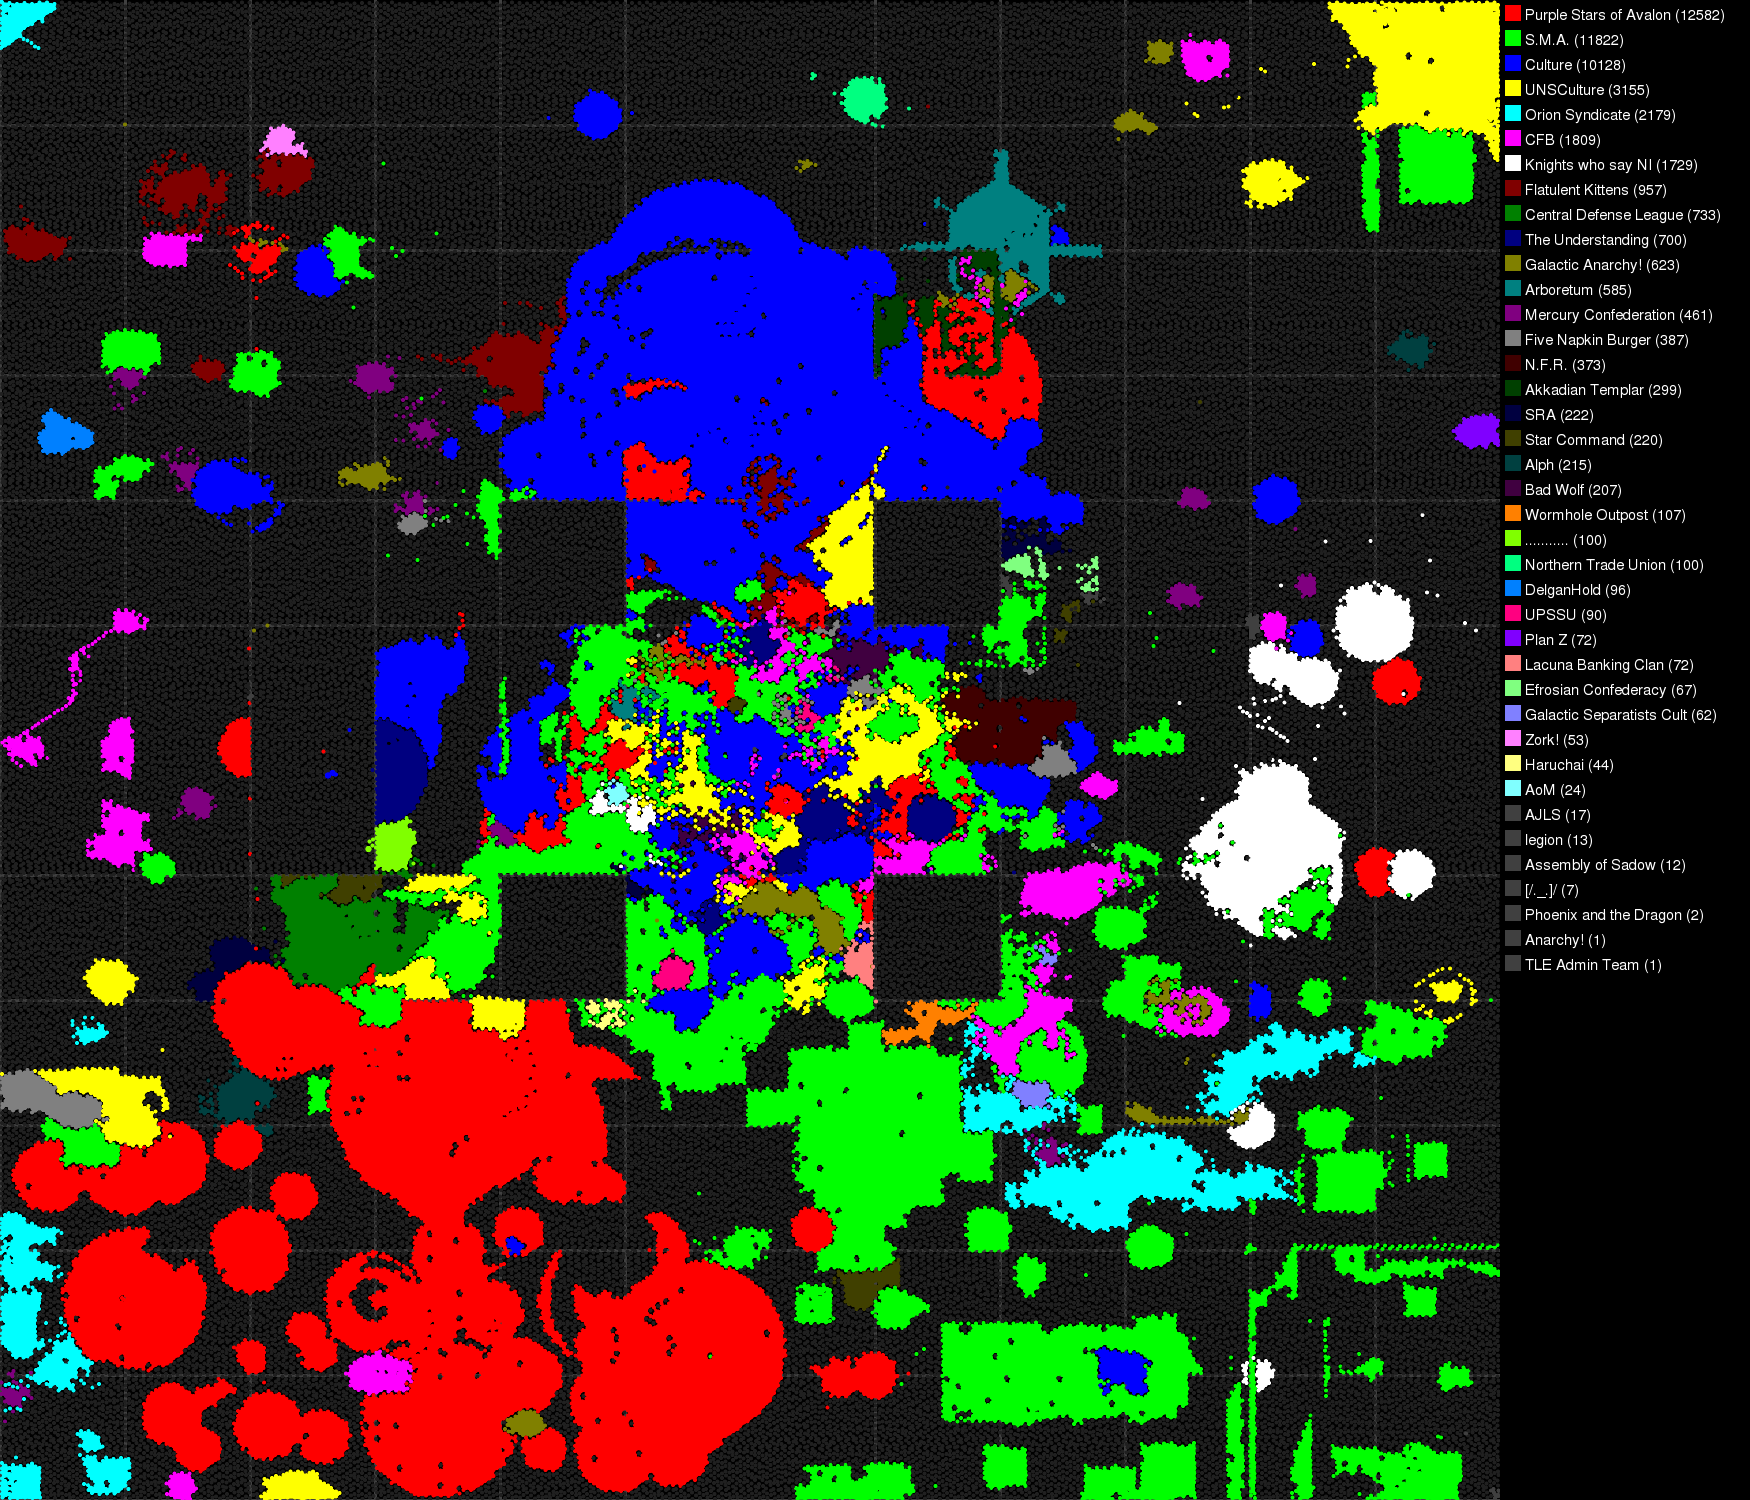 Purple Stars of Avalon (12582)
S.M.A. (11822)
Culture (10128)
UNSCulture (3155)
Orion Syndicate (2179)
CFB (1809)
Knights who say NI (1729)
Flatulent Kittens (957)
Central Defense League (733)
The Understanding (700)
Galactic Anarchy! (623)
Arboretum (585)
Mercury Confederation (461)
Five Napkin Burger (387)
N.F.R. (373)
Akkadian Templar (299)
SRA (222)
Star Command (220)
Alph (215)
Bad Wolf (207)
Wormhole Outpost (107)
........... (100)
Northern Trade Union (100)
DelganHold (96)
UPSSU (90)
Plan Z (72)
Lacuna Banking Clan (72)
Efrosian Confederacy (67)
Galactic Separatists Cult (62)
Zork! (53)
Haruchai (44)
AoM (24)
AJLS (17)
legion (13)
Assembly of Sadow (12)
[/._.]/ (7)
Phoenix and the Dragon (2)
Anarchy! (1)
TLE Admin Team (1)